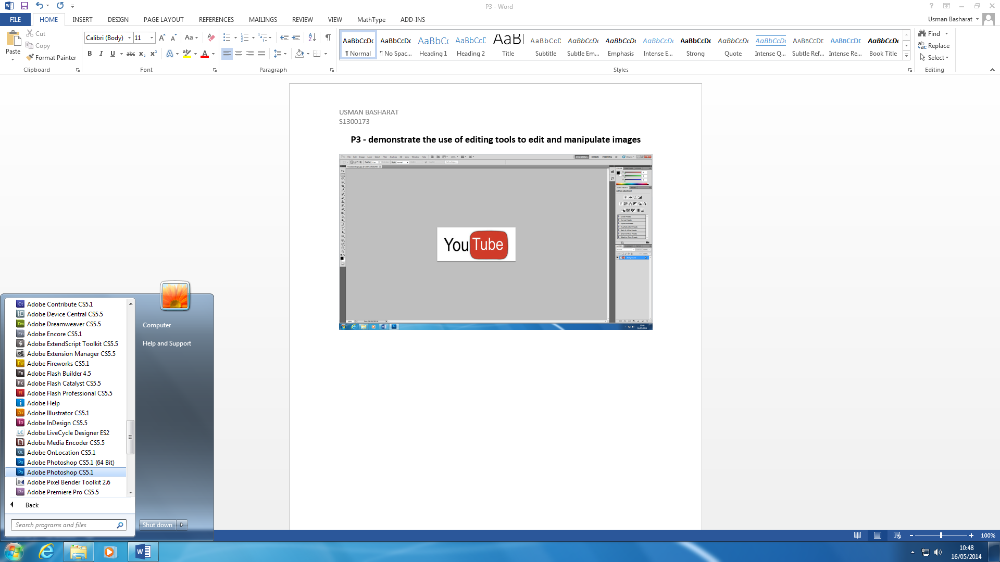 P3 - Word
FILE HOME INSERT DESIGN PAGE LAYOUT REFERENCES MAILINGS REVIEW VIEW MathType ADD-INS
Usman Basharat
Paste
Cut
Copy
Format Painter
Clipboard
Calibri (Body) 11
Font
Paragraph
AaBbCcDc AaBbCcDc AaBbCc AaBbCcD AaB AaBbCcD AaBbCcDc AaBbCcDc AaBbCcDc AaBbCcDc AaBbCcDc AaBbCcDc AABBCCDE AABBCCDE AaBbCcDc
¶ Normal ¶ No Spac... Heading 1 Heading 2 Title Subtitle Subtle Em... Emphasis Intense E... Strong Quote Intense Q... Subtle Ref... Intense Re... Book Title
Styles
Find
Replace
Select
Editing
USMAN BASHARAT
S1300173
P3 - demonstrate the use of editing tools to edit and manipulate images
YouTube
Adobe Contribute CS5.1
Adobe Device Central CS5.5
Adobe Dreamweaver CS5.5
Adobe Encore CS5.1
Adobe ExtendScript Toolkit CS5.5
Adobe Extension Manager CS5.5
Adobe Fireworks CS5.1
Adobe Flash Builder 4.5
Adobe Flash Catalyst CS5.5
Adobe Flash Professional CS5.5
Adobe Help
Adobe Illustrator CS5.1
Adobe InDesign CS5.5
Adobe LiveCycle Designer ES2
Adobe Media Encoder CS5.5
Adobe OnLocation CS5.1
Adobe Photoshop CS5.1 (64 Bit)
Adobe Photoshop CS5.1
Adobe Pixel Bender Toolkit 2.6
Adobe Premiere Pro CS5.5
Back
Search programs and files
Computer
Help and Support
Shut down
100%
10:48
16/05/2014